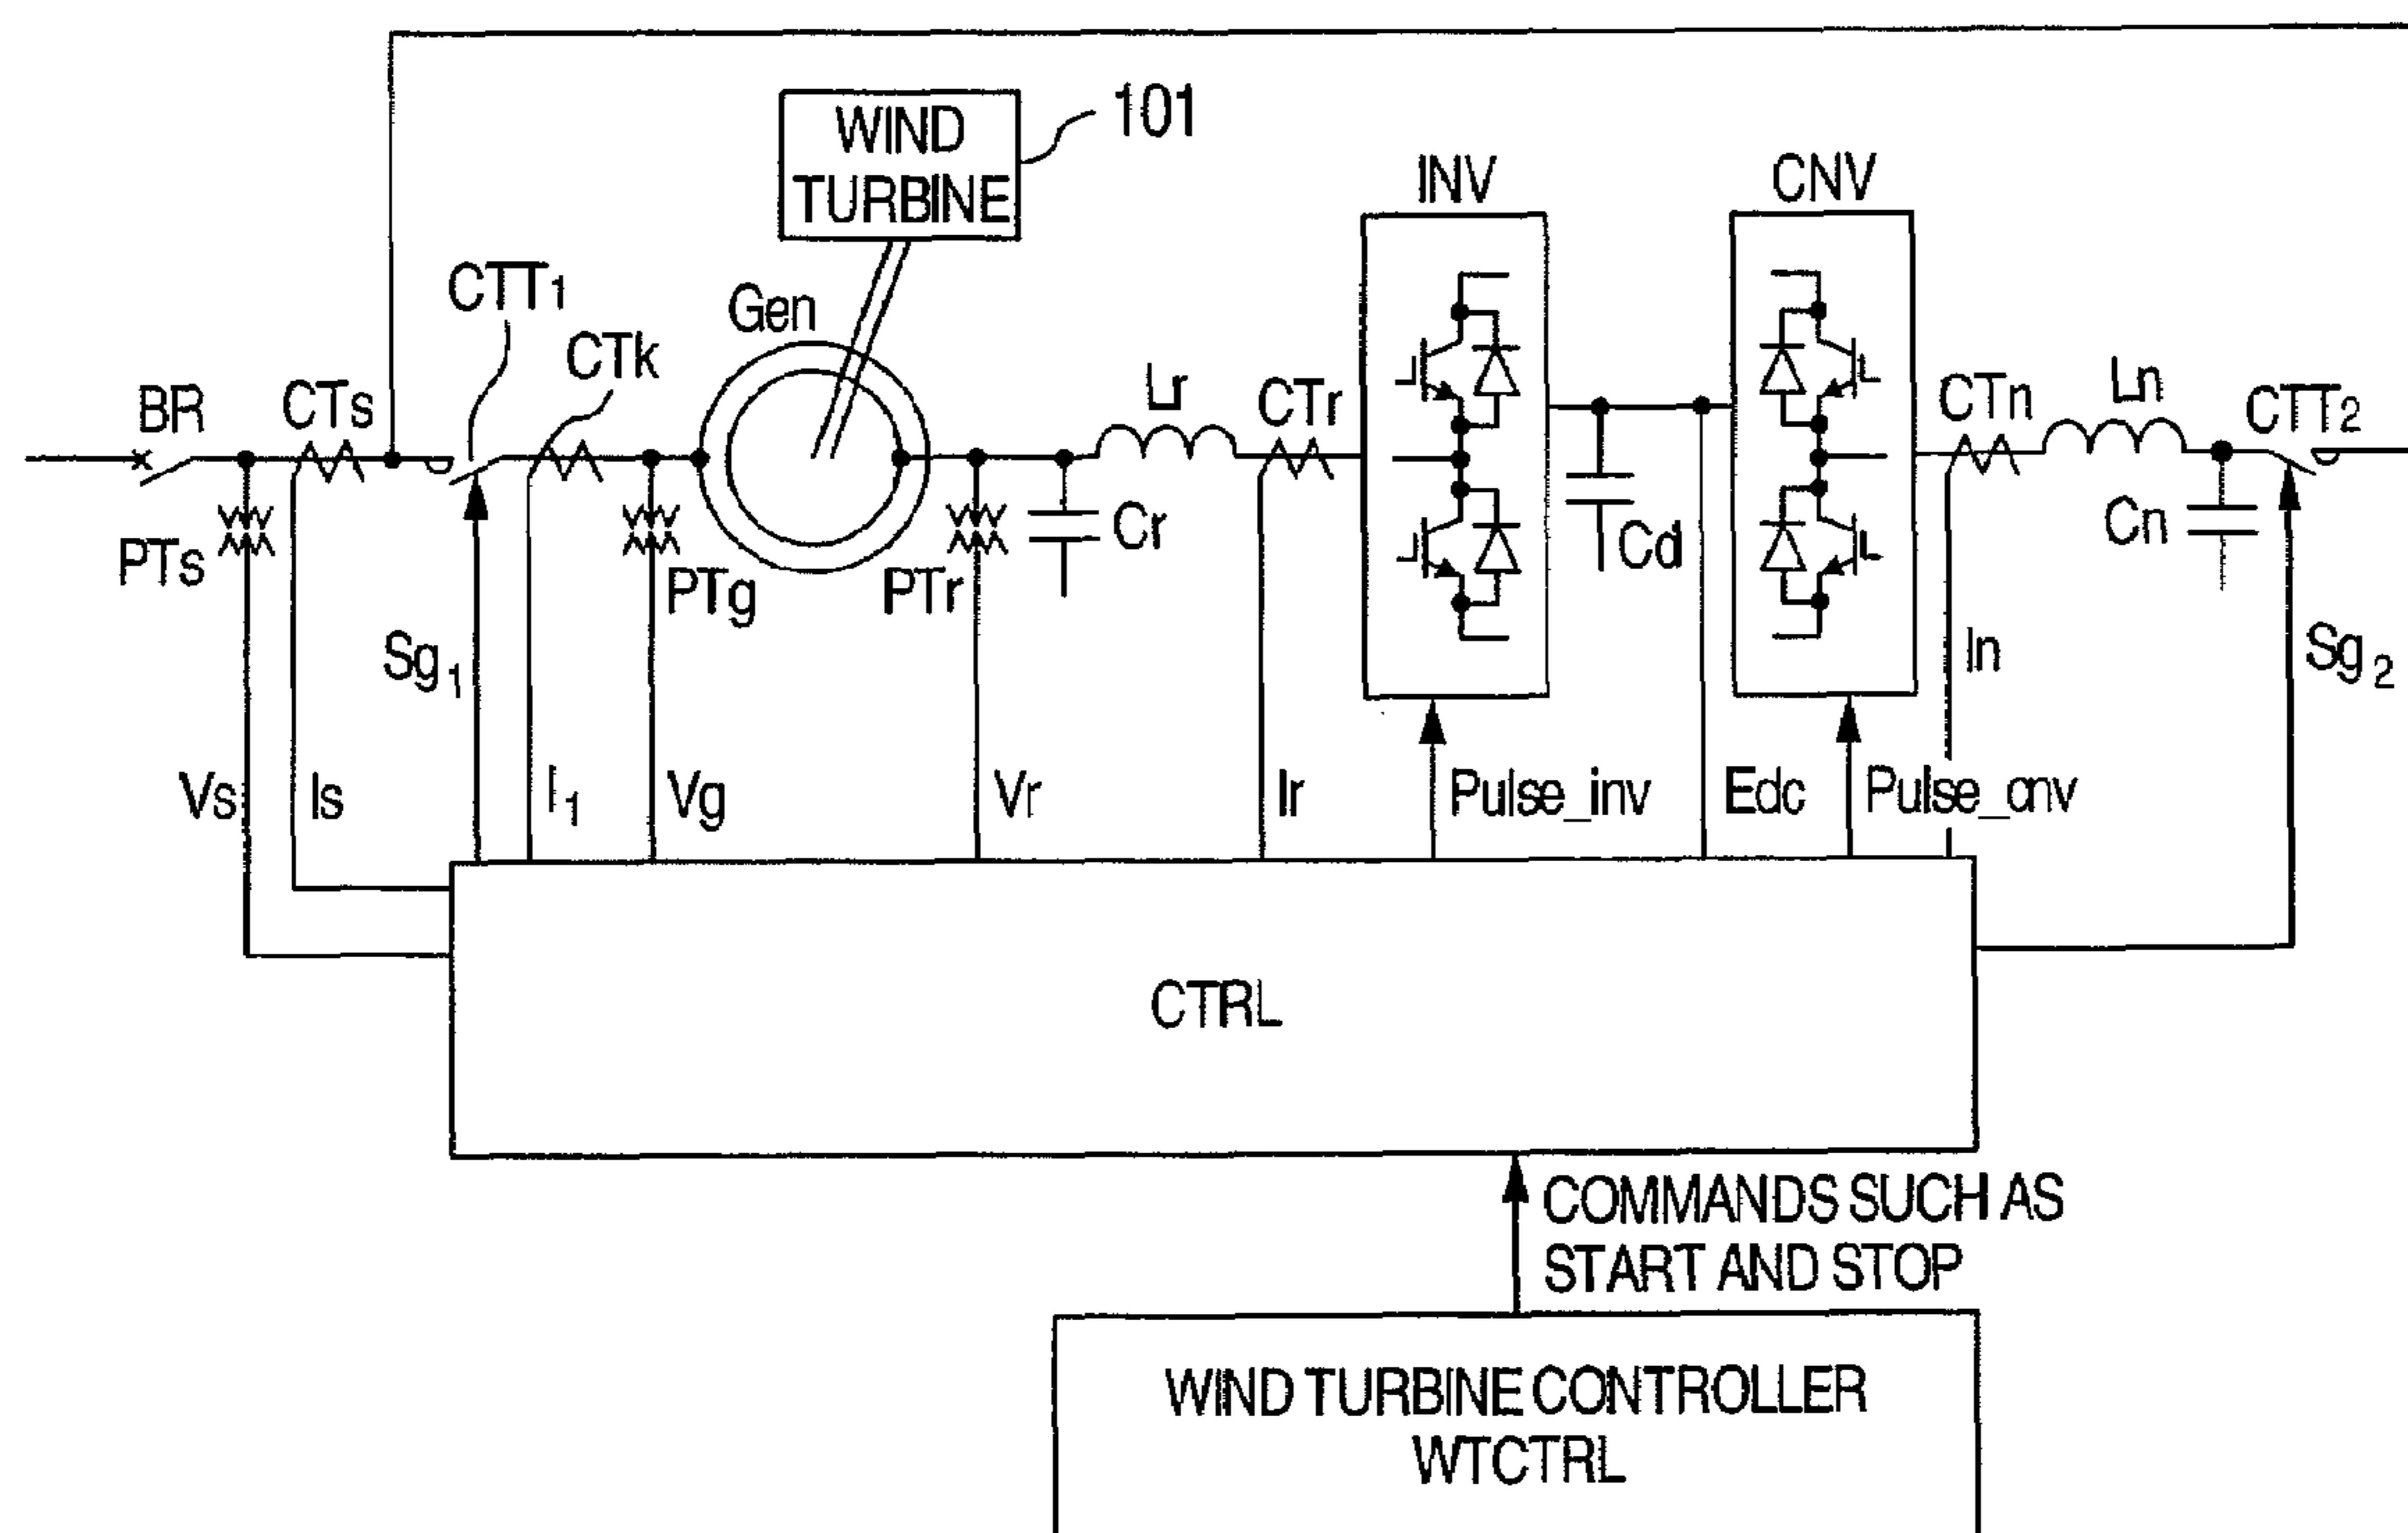 WIND
TURBINE
101
INV
CNV
CTT1
Gen
CTk
BR
CTs
Lr
CTr
CTn
Ln
CTT2
PTs
PTg
PTr
Cr
Cd
Cn
Sg1
In
Sg2
Vs
Is
I1
Vg
Vr
Ir
Pulse_inv
Edc
Pulse_cnv
CTRL
COMMANDS SUCH AS
START AND STOP
WIND TURBINE CONTROLLER
WTCTRL